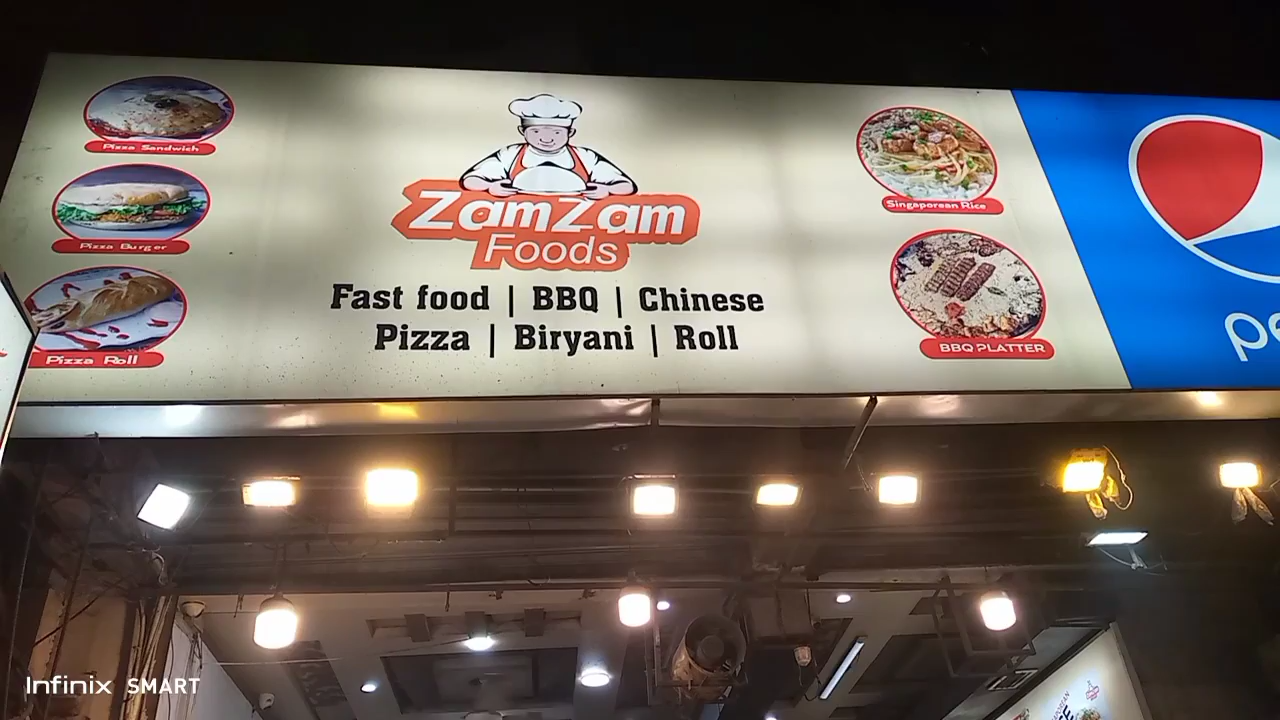 Pizza Sandwich
Pizza Burger
Pizza Roll
ZamZam
Foods
Fast food | BBQ | Chinese
Pizza | Biryani | Roll
Singaporean Rice
BBQ PLATTER
Infinix SMART